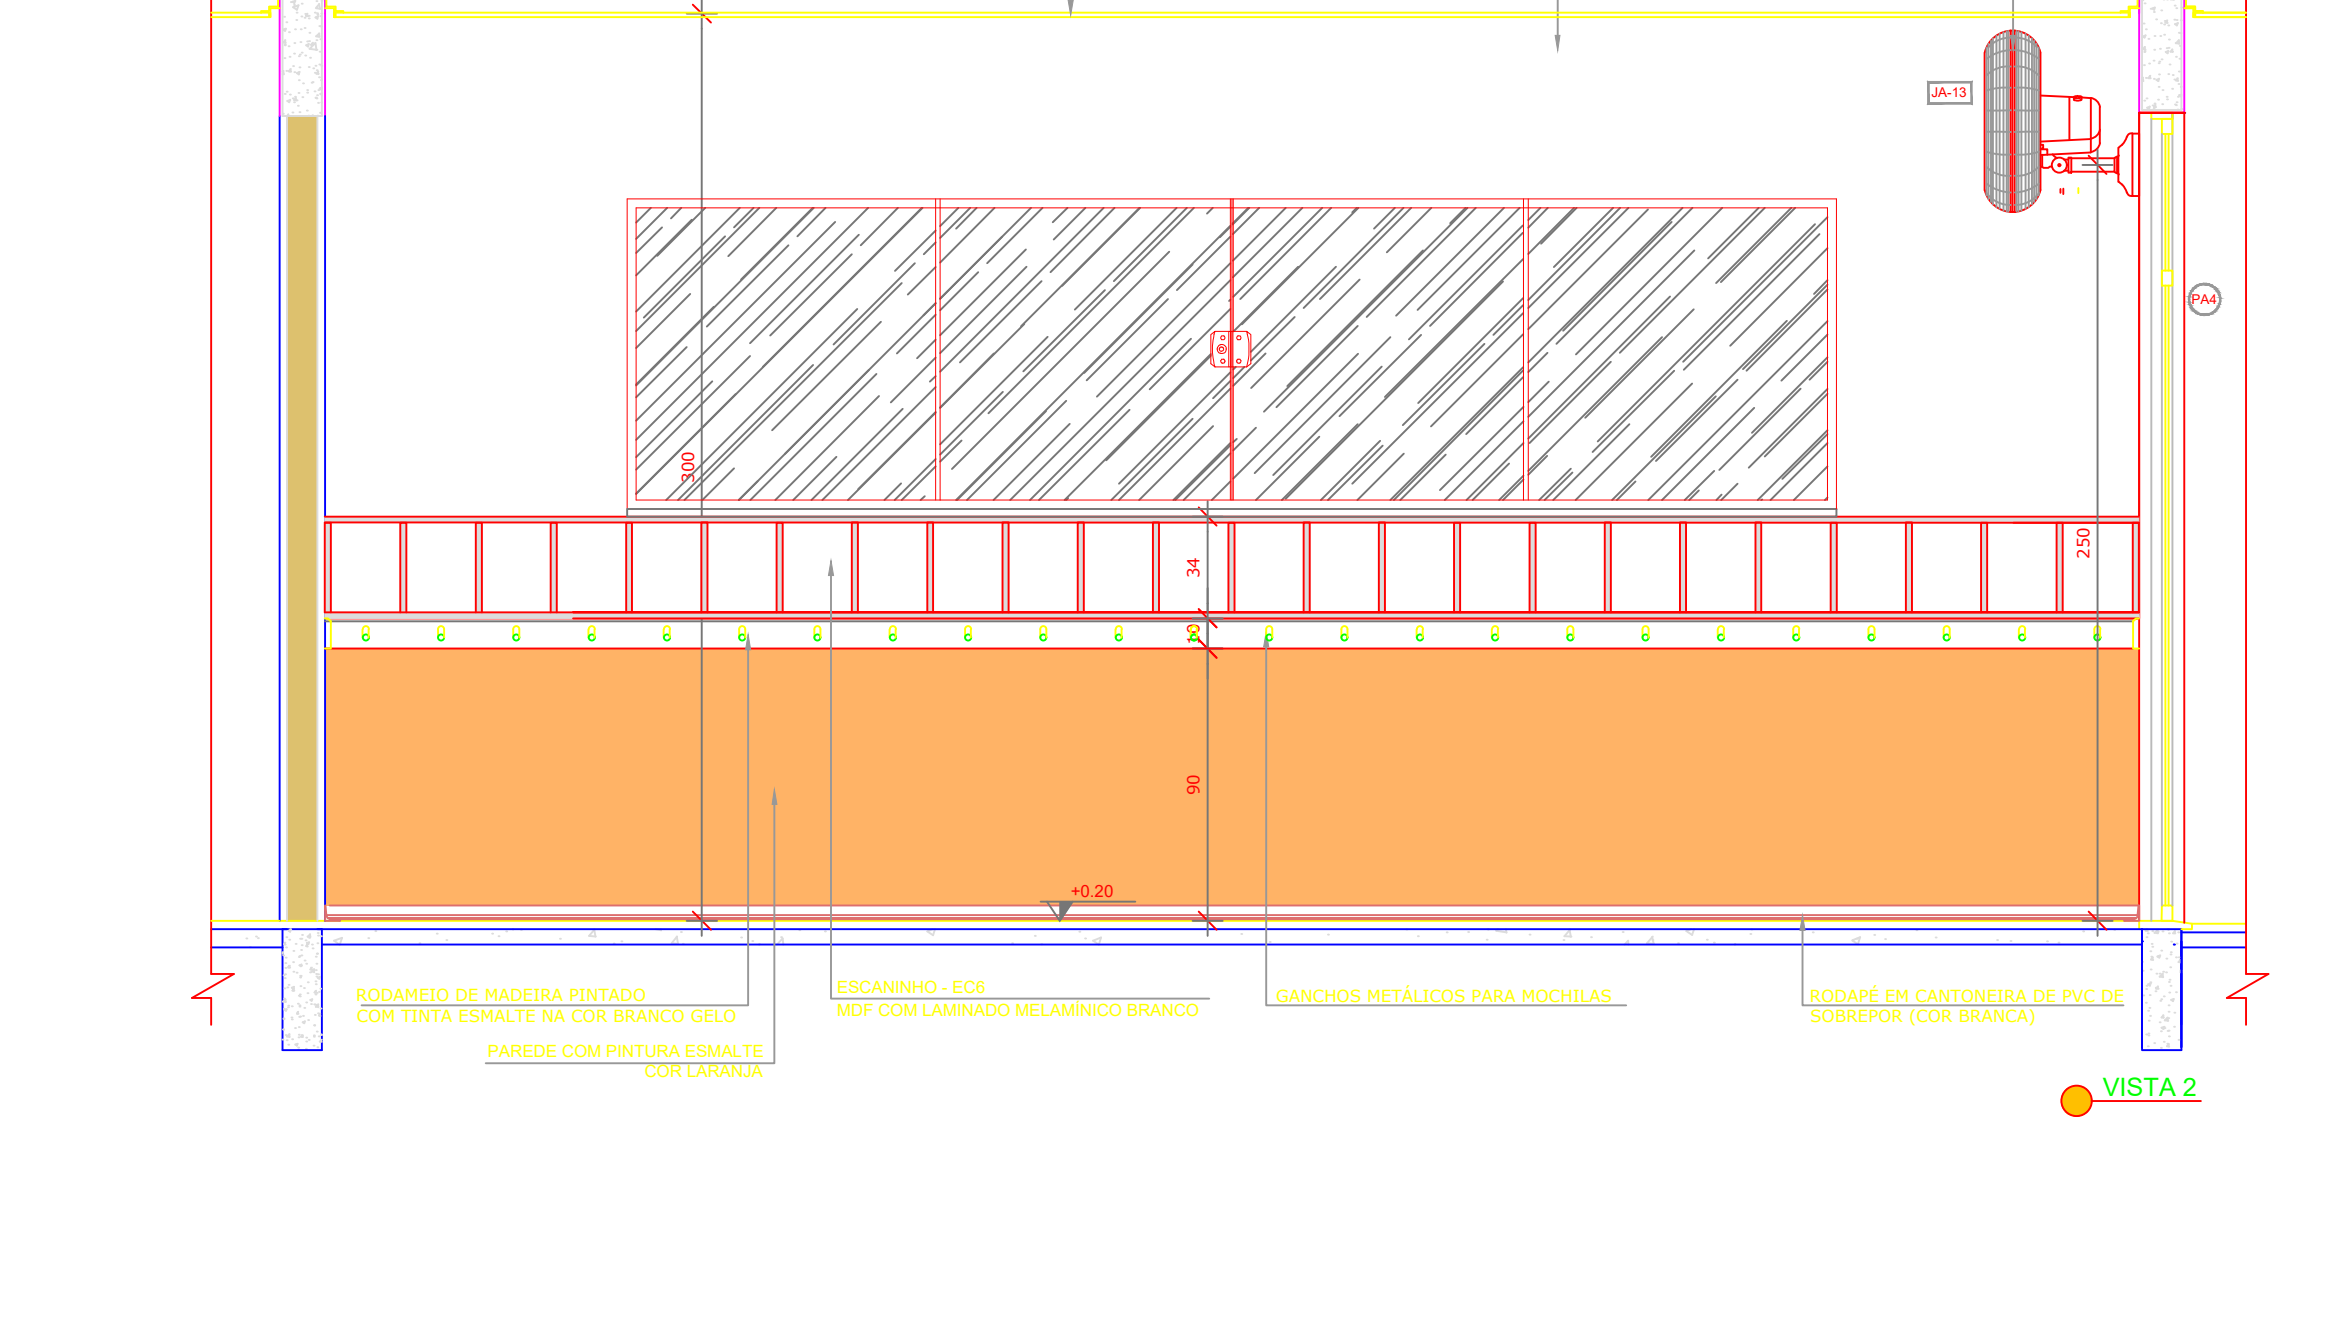 JA-13
PA4
300
34
250
10
90
+0.20
RODAMEIO DE MADEIRA PINTADO
COM TINTA ESMALTE NA COR BRANCO GELO
PAREDE COM PINTURA ESMALTE
COR LARANJA
ESCANINHO - EC6
MDF COM LAMINADO MELAMÍNICO BRANCO
GANCHOS METÁLICOS PARA MOCHILAS
RODAPÉ EM CANTONEIRA DE PVC DE
SOBREPOR (COR BRANCA)
VISTA 2